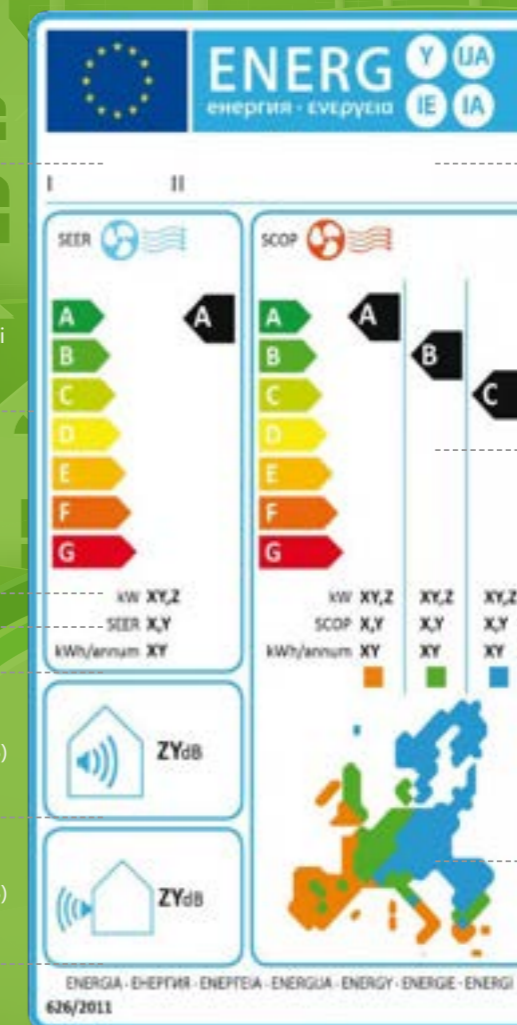 ENERG Y UA
енергия · ενεργεια IE IA
I II
SEER
SCOP
A A
B
C
D
E
F
G
A A
B B
C C
D
E
F
G
kW XY,Z
SEER X,Y
kWh/annum XY
kW XY,Z XY,Z XY,Z
SCOP X,Y X,Y X,Y
kWh/annum XY XY XY
i
)
ZYdB
)
ZYdB
ENERGIA · ЕНЕРГИЯ · ΕΝΕΡΓΕΙΑ · ENERGIJA · ENERGY · ENERGIE · ENERGI
626/2011